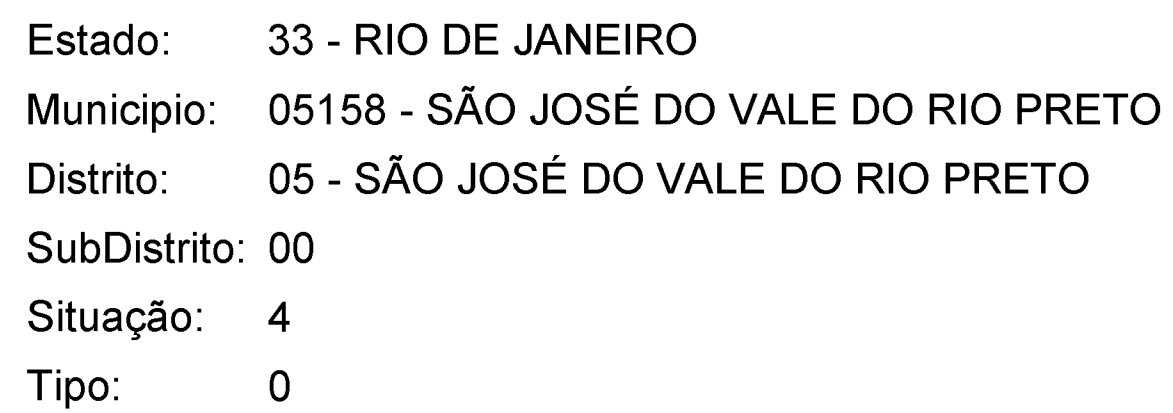 Estado: 33 - RIO DE JANEIRO
Municipio: 05158 - SÃO JOSÉ DO VALE DO RIO PRETO
Distrito: 05 - SÃO JOSÉ DO VALE DO RIO PRETO
SubDistrito: 00
Situação: 4
Tipo: 0